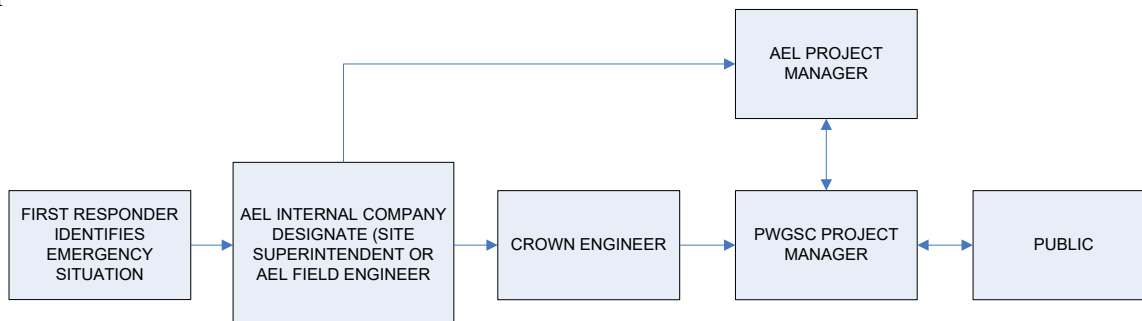 AEL PROJECT
MANAGER
FIRST RESPONDER
IDENTIFIES
EMERGENCY
SITUATION
AEL INTERNAL COMPANY
DESIGNATE (SITE
SUPERINTENDENT OR
AEL FIELD ENGINEER
CROWN ENGINEER
PWGSC PROJECT
MANAGER
PUBLIC